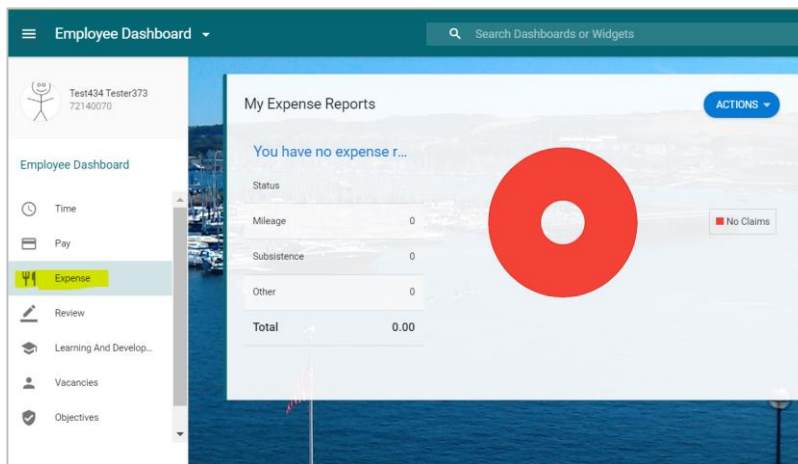 Employee Dashboard
Search Dashboards or Widgets
Test434 Tester373
72140070
Employee Dashboard
Time
Pay
Expense
Review
Learning And Develop...
Vacancies
Objectives
My Expense Reports
ACTIONS
You have no expense r...
Status
Mileage 0
Subsistence 0
Other 0
Total 0.00
No Claims